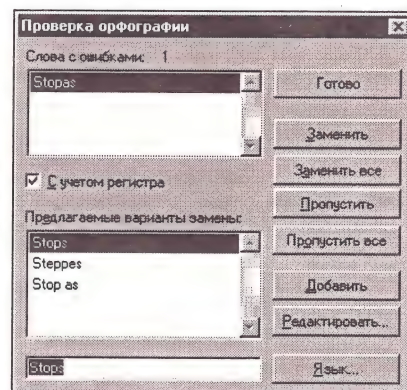 Проверка орфографии
Слова с ошибками: 1
Stopas
Готово
Заменить
Заменить все
С учетом регистра
Пропустить
Предлагаемые варианты замены:
Stops
Пропустить все
Steppes
Stop as
Добавить
Редактировать...
Stops
Язык...